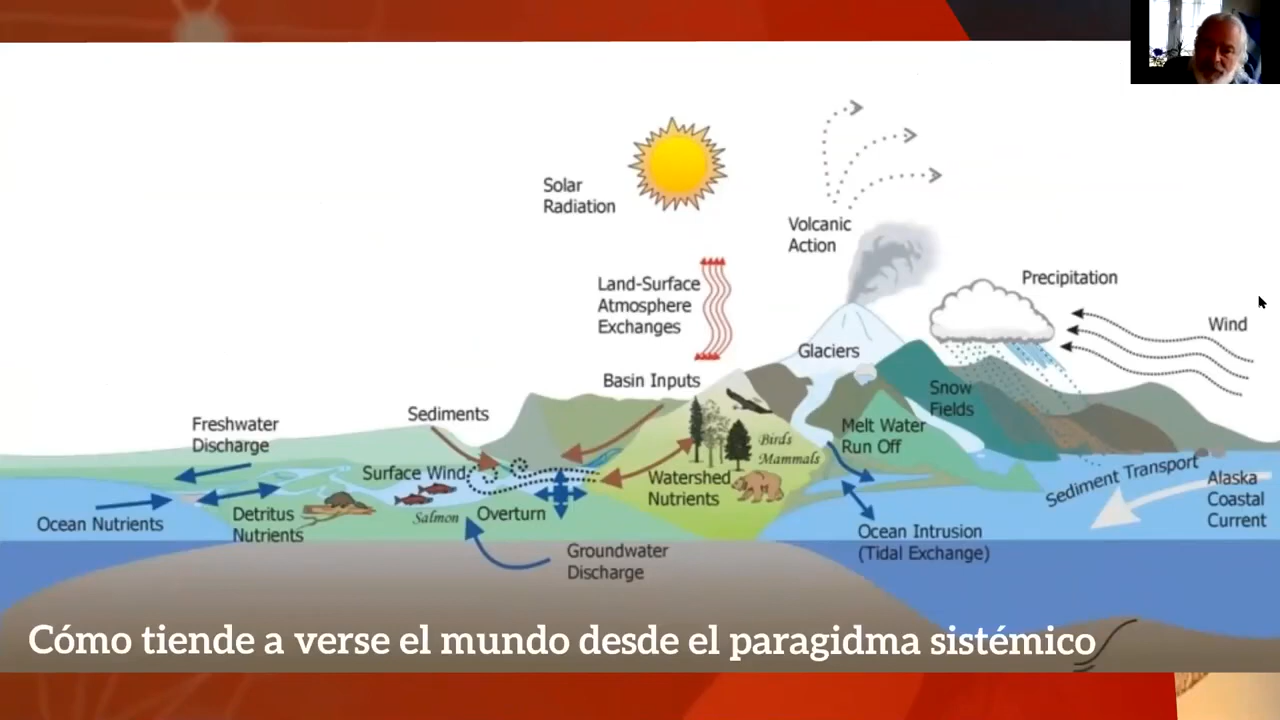 Solar
Radiation
Volcanic
Action
Land-Surface
Atmosphere
Exchanges
Precipitation
Wind
Glaciers
Basin Inputs
Snow
Fields
Sediments
Freshwater
Discharge
Melt Water
Run Off
Birds
Mammals
Surface Wind
Watershed
Nutrients
Sediment Transport
Alaska
Coastal
Current
Ocean Nutrients
Detritus
Nutrients
Salmon
Overturn
Ocean Intrusion
(Tidal Exchange)
Groundwater
Discharge
Cómo tiende a verse el mundo desde el paragidma sistémico